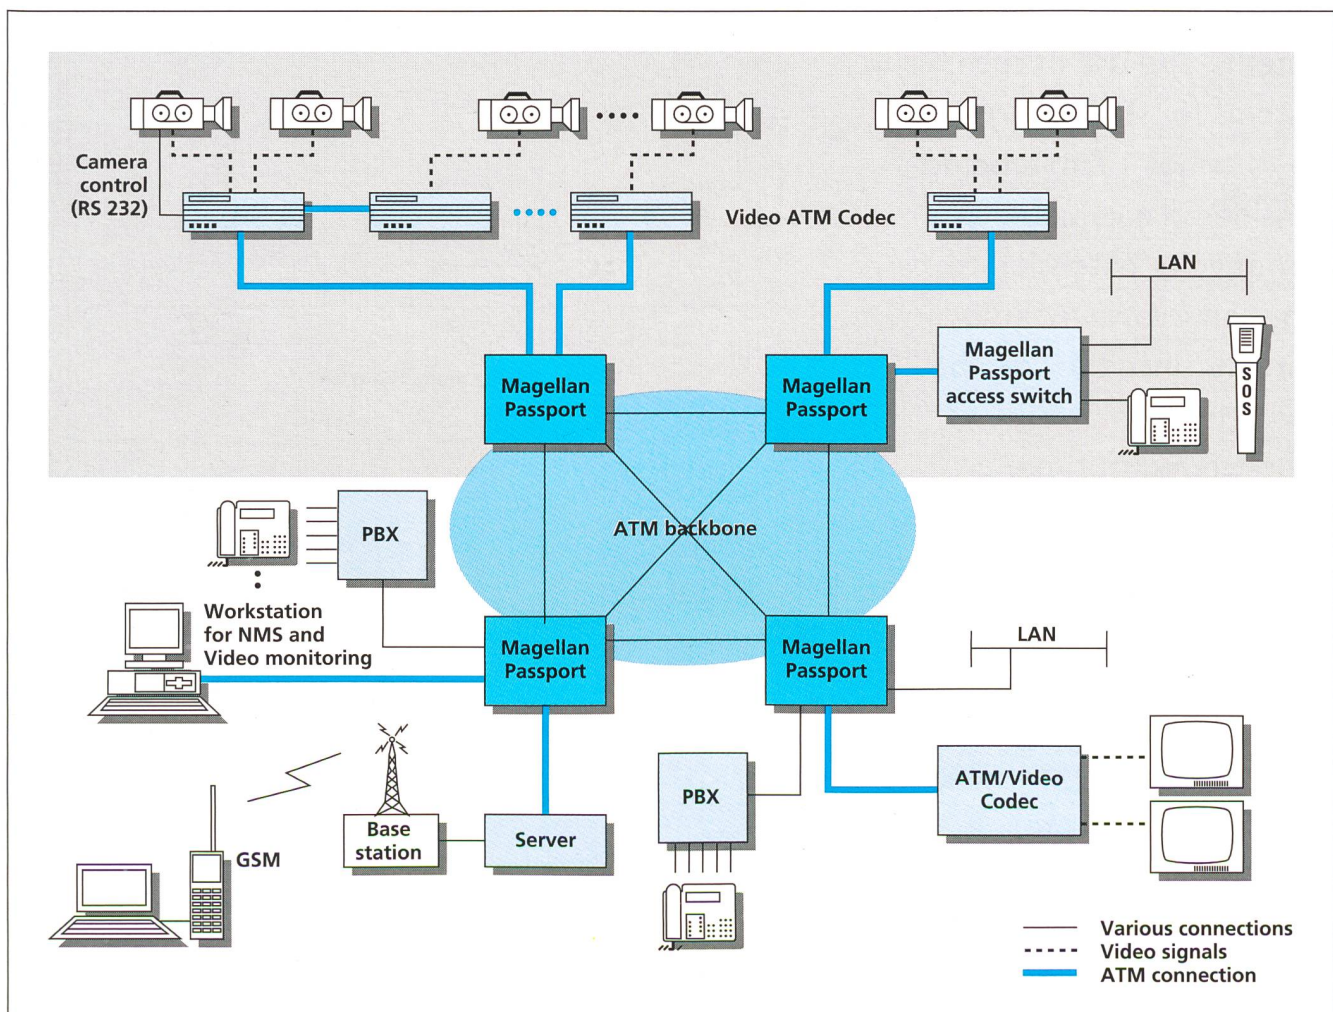 Camera
control
(RS 232)
Video ATM Codec
LAN
Magellan
Passport
Magellan
Passport
Magellan
Passport
access switch
SOS
ATM backbone
PBX
Workstation
for NMS and
Video monitoring
Magellan
Passport
Magellan
Passport
LAN
PBX
ATM/Video
Codec
Base
station
Server
GSM
Various connections
Video signals
ATM connection